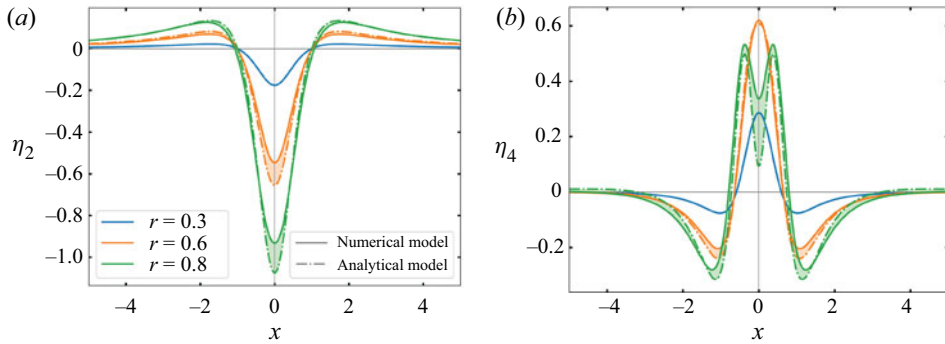 (a)
0
−0.2
−0.4
−0.6
−0.8
−1.0
η2
r = 0.3
r = 0.6
r = 0.8
Numerical model
Analytical model
−4
−2
0
2
4
x
(b)
0.6
0.4
0.2
0
−0.2
η4
−4
−2
0
2
4
x